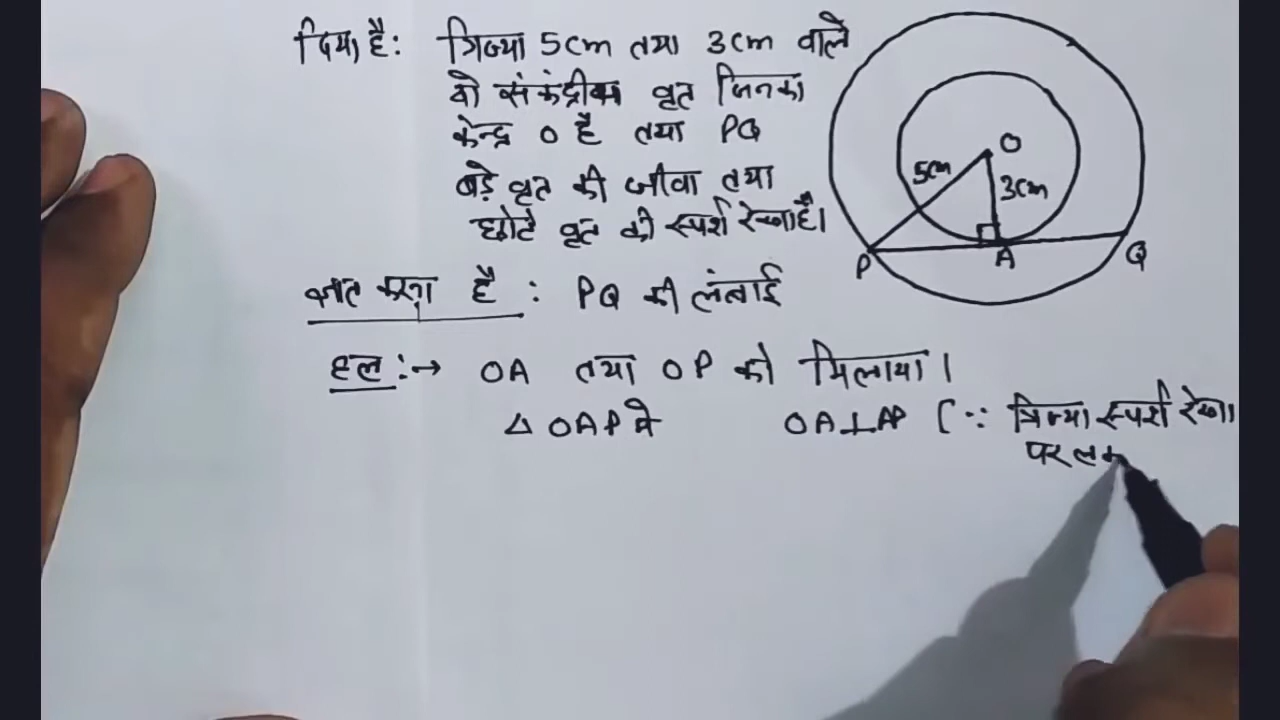 दिया है: त्रिज्या 5cm तथा 3cm वाले
दो संकेंद्रीय वृत जिनका
केन्द्र O है तथा PQ
बड़े वृत की जीवा तथा
छोटे वृत की स्पर्श रेखा है।
ज्ञात करना है : PQ की लंबाई
हल :→ OA तथा OP को मिलाया।
△ OAP मे OA⊥AP [∵ त्रिज्या स्पर्श रेखा
पर लम
O
5cm
3cm
P
A
Q